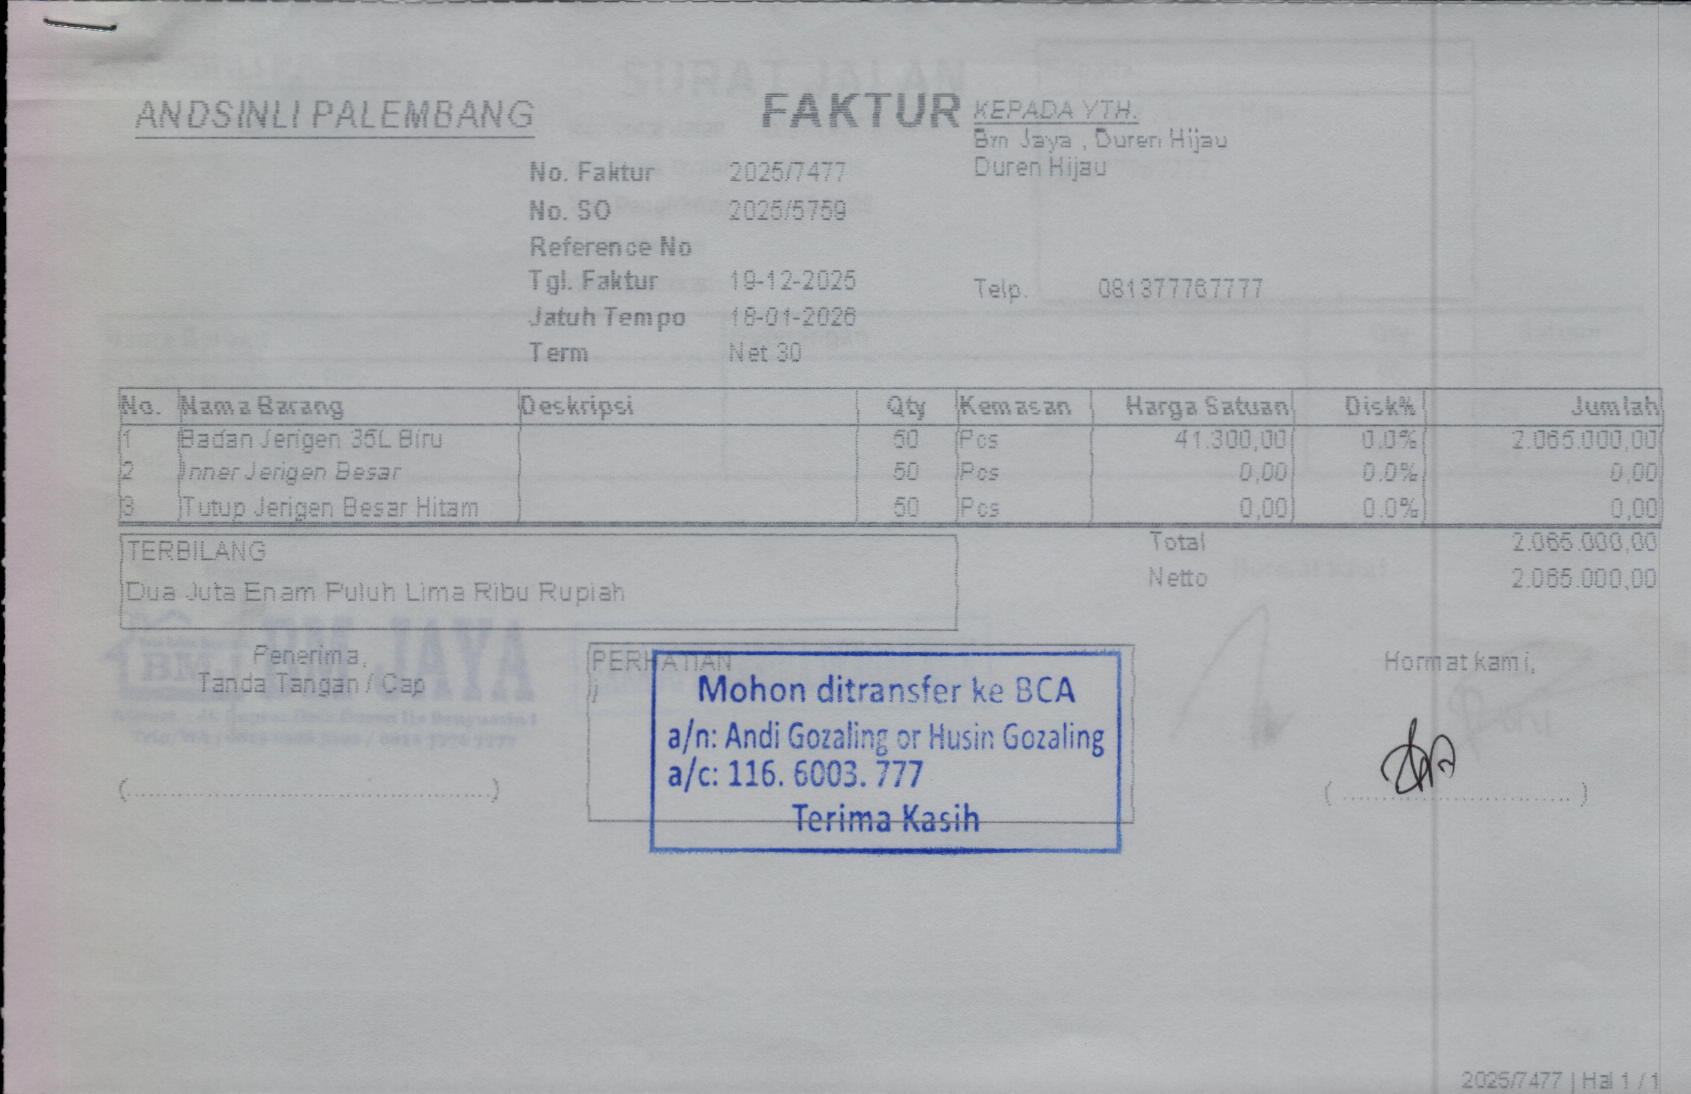 ANDSINLI PALEMBANG
FAKTUR
KEPADA YTH.
Bm Jaya , Duren Hijau
Duren Hijau
No. Faktur 2025/7477
No. SO 2025/5759
Reference No
Tgl. Faktur 19-12-2025
Telp. 081377767777
Jatuh Tempo 18-01-2026
Term Net 30
No. Nama Barang Deskripsi Qty Kemasan Harga Satuan Disk% Jumlah
1 Badan Jerigen 35L Biru 50 Pcs 41.300,00 0.0% 2.065.000,00
2 Inner Jerigen Besar 50 Pcs 0,00 0.0% 0,00
3 Tutup Jerigen Besar Hitam 50 Pcs 0,00 0.0% 0,00
TERBILANG
Dua Juta Enam Puluh Lima Ribu Rupiah
Total 2.065.000,00
Netto 2.065.000,00
Penerima,
Tanda Tangan / Cap
(..............................................)
PERHATIAN
Mohon ditransfer ke BCA
a/n: Andi Gozaling or Husin Gozaling
a/c: 116. 6003. 777
Terima Kasih
Hormat kami,
( .............................. )
SURAT JALAN
BMJ
BM JAYA
2025/7477 | Hal 1 / 1